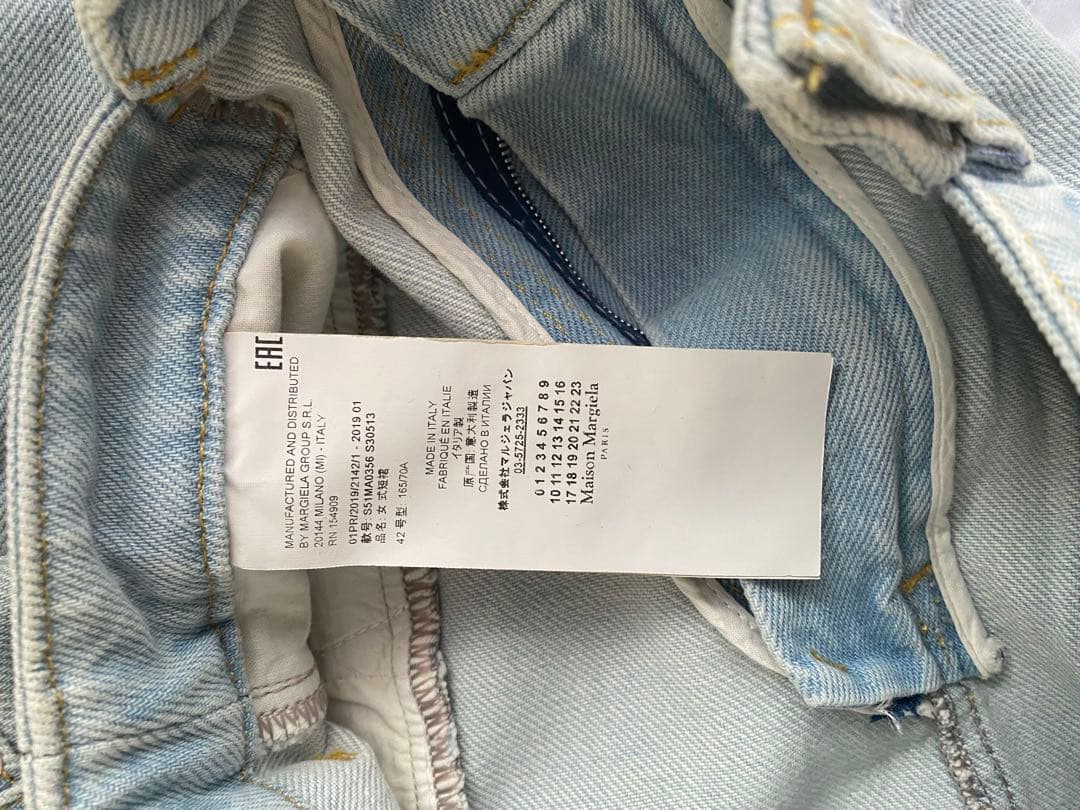 EAC
MANUFACTURED AND DISTRIBUTED
BY MARGIELA GROUP S.R.L.
20144 MILANO (MI) - ITALY
RN 154909
01PR/2019/2142/1 - 2019 01
款号: S51MA0356 S30513
品名: 女式短裙
42 号型: 165/70A
MADE IN ITALY
FABRIQUÉ EN ITALIE
イタリア製
原产国 意大利製造
СДЕЛАНО В ИТАЛИИ
株式会社マルジェラジャパン
03-5725-2333
0 1 2 3 4 5 6 7 8 9
10 11 12 13 14 15 16
17 18 19 20 21 22 23
Maison Margiela
PARIS